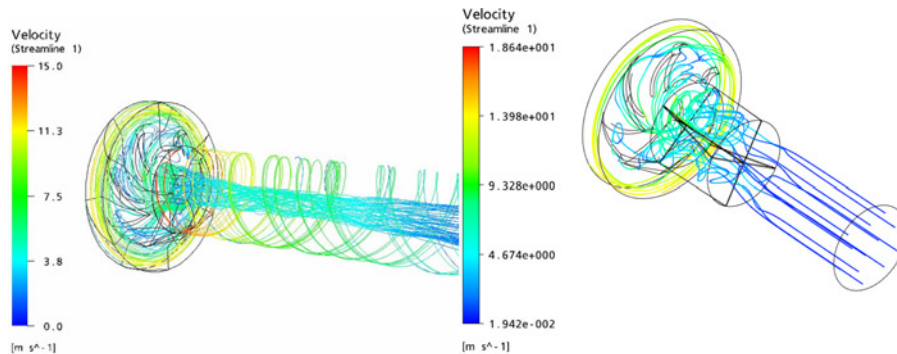 Velocity
(Streamline 1)
15.0
11.3
7.5
3.8
0.0
[m s^-1]
Velocity
(Streamline 1)
1.864e+001
1.398e+001
9.328e+000
4.674e+000
1.942e-002
[m s^-1]